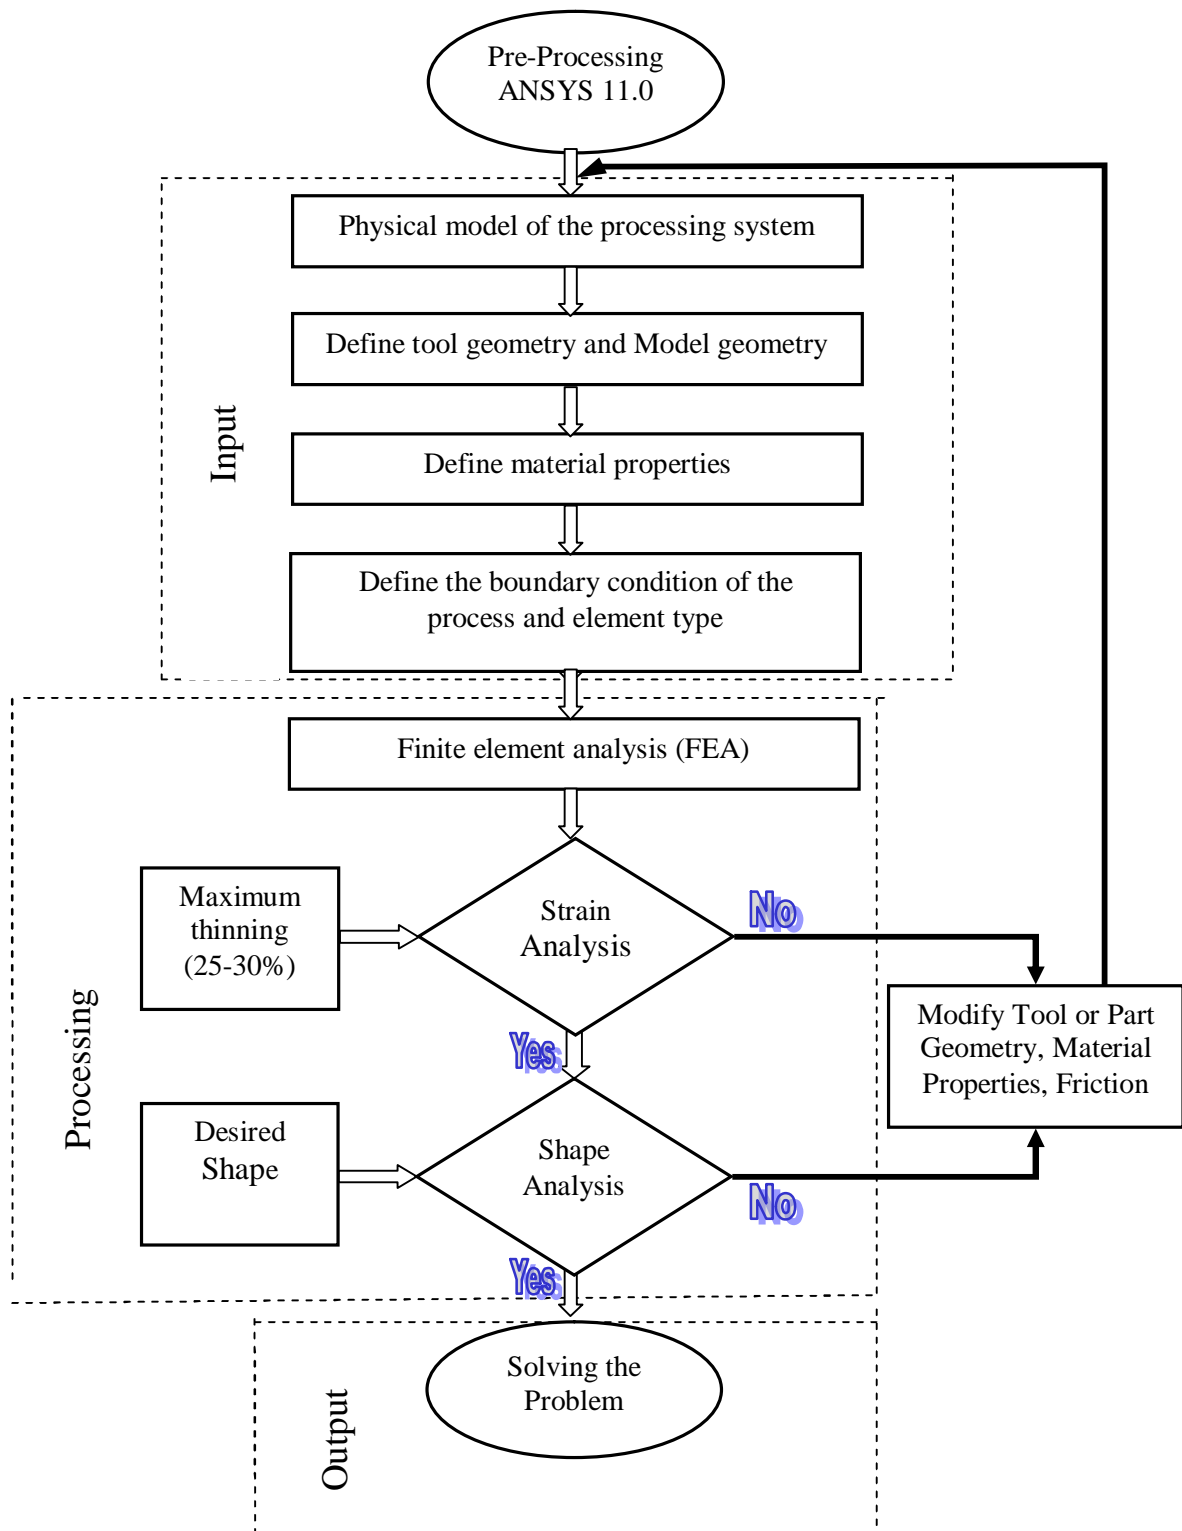 Pre-Processing
ANSYS 11.0
Physical model of the processing system
Define tool geometry and Model geometry
Input
Define material properties
Define the boundary condition of the
process and element type
Finite element analysis (FEA)
Maximum
thinning
(25-30%)
Strain
Analysis
No
Modify Tool or Part
Geometry, Material
Properties, Friction
Processing
Yes
Desired
Shape
Shape
Analysis
No
Yes
Solving the
Problem
Output